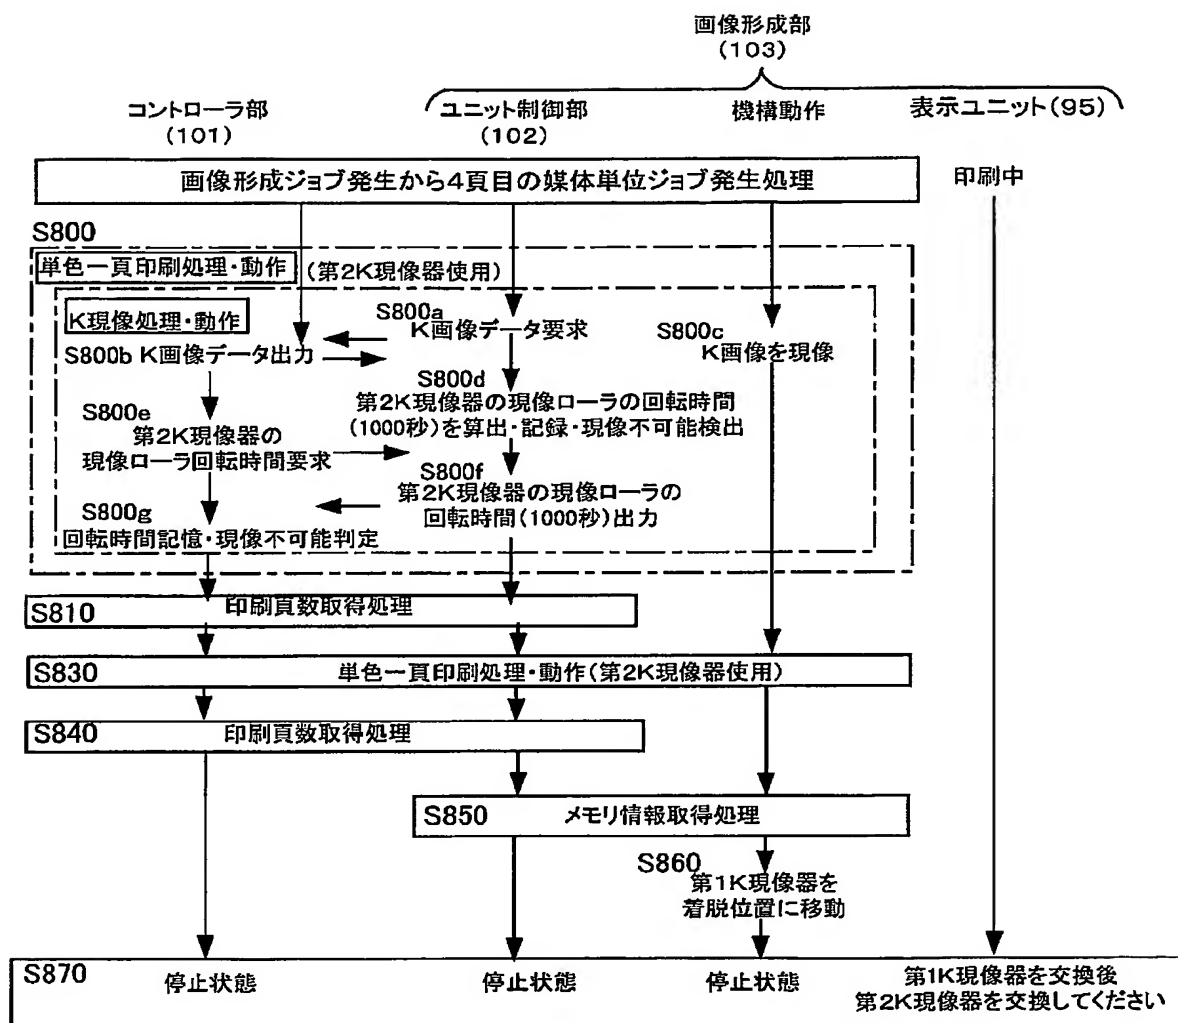 画像形成部
(103)
コントローラ部
(101)
ユニット制御部
(102)
機構動作
表示ユニット(95)
画像形成ジョブ発生から4頁目の媒体単位ジョブ発生処理
印刷中
S800
単色一頁印刷処理・動作
(第2K現像器使用)
K現像処理・動作
S800a
K画像データ要求
S800b K画像データ出力
S800c
K画像を現像
S800d
第2K現像器の現像ローラの回転時間
(1000秒)を算出・記録・現像不可能検出
S800e
第2K現像器の
現像ローラ回転時間要求
S800f
第2K現像器の現像ローラの
回転時間(1000秒)出力
S800g
回転時間記憶・現像不可能判定
S810 印刷頁数取得処理
S830 単色一頁印刷処理・動作(第2K現像器使用)
S840 印刷頁数取得処理
S850 メモリ情報取得処理
S860
第1K現像器を
着脱位置に移動
S870 停止状態 停止状態 停止状態
第1K現像器を交換後
第2K現像器を交換してください